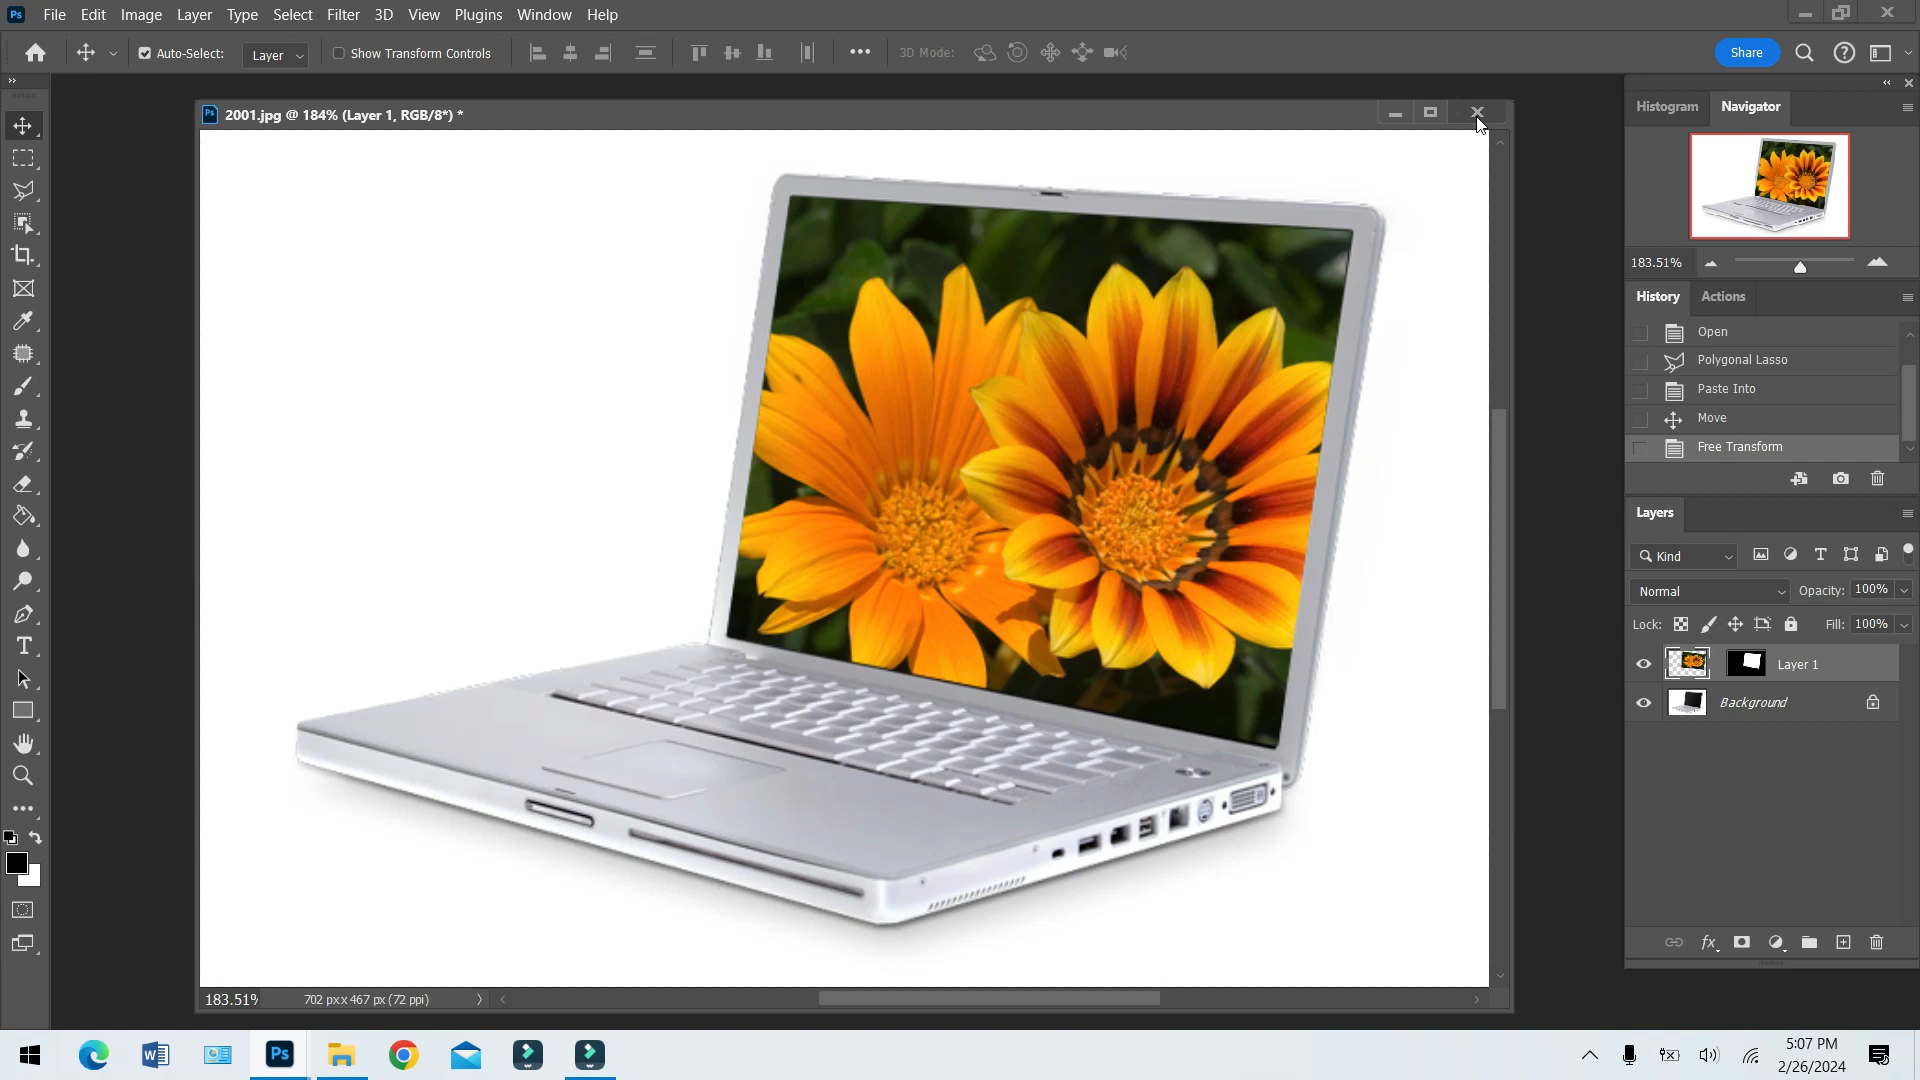 Ps File Edit Image Layer Type Select Filter 3D View Plugins Window Help
Auto-Select: Layer Show Transform Controls 3D Mode: Share
Ps 2001.jpg @ 184% (Layer 1, RGB/8*) *
Histogram Navigator
183.51%
History Actions
Open
Polygonal Lasso
Paste Into
Move
Free Transform
Layers
Kind
Normal Opacity: 100%
Lock: Fill: 100%
Layer 1
Background
183.51% 702 px x 467 px (72 ppi)
Ps
5:07 PM
2/26/2024